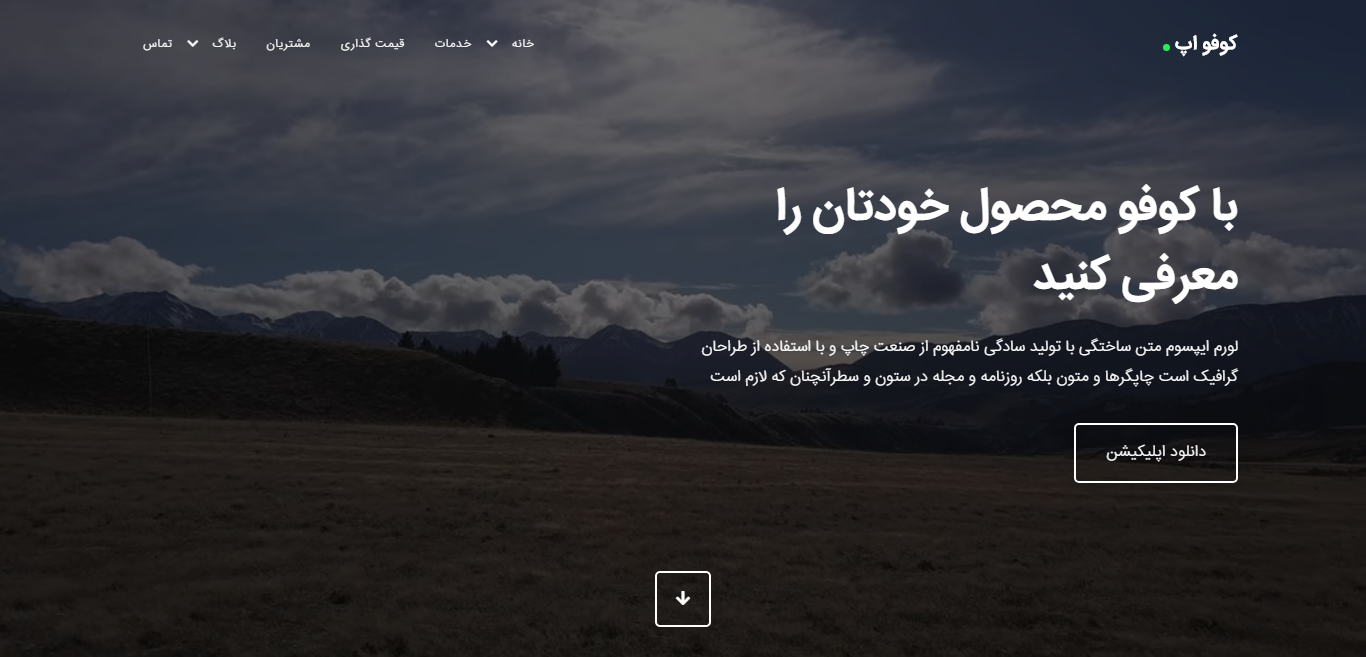 کوفو اپ
خانه خدمات قیمت گذاری مشتریان بلاگ تماس
با کوفو محصول خودتان را
معرفی کنید
لورم ایپسوم متن ساختگی با تولید سادگی نامفهوم از صنعت چاپ و با استفاده از طراحان
گرافیک است چاپگرها و متون بلکه روزنامه و مجله در ستون و سطرآنچنان که لازم است
دانلود اپلیکیشن